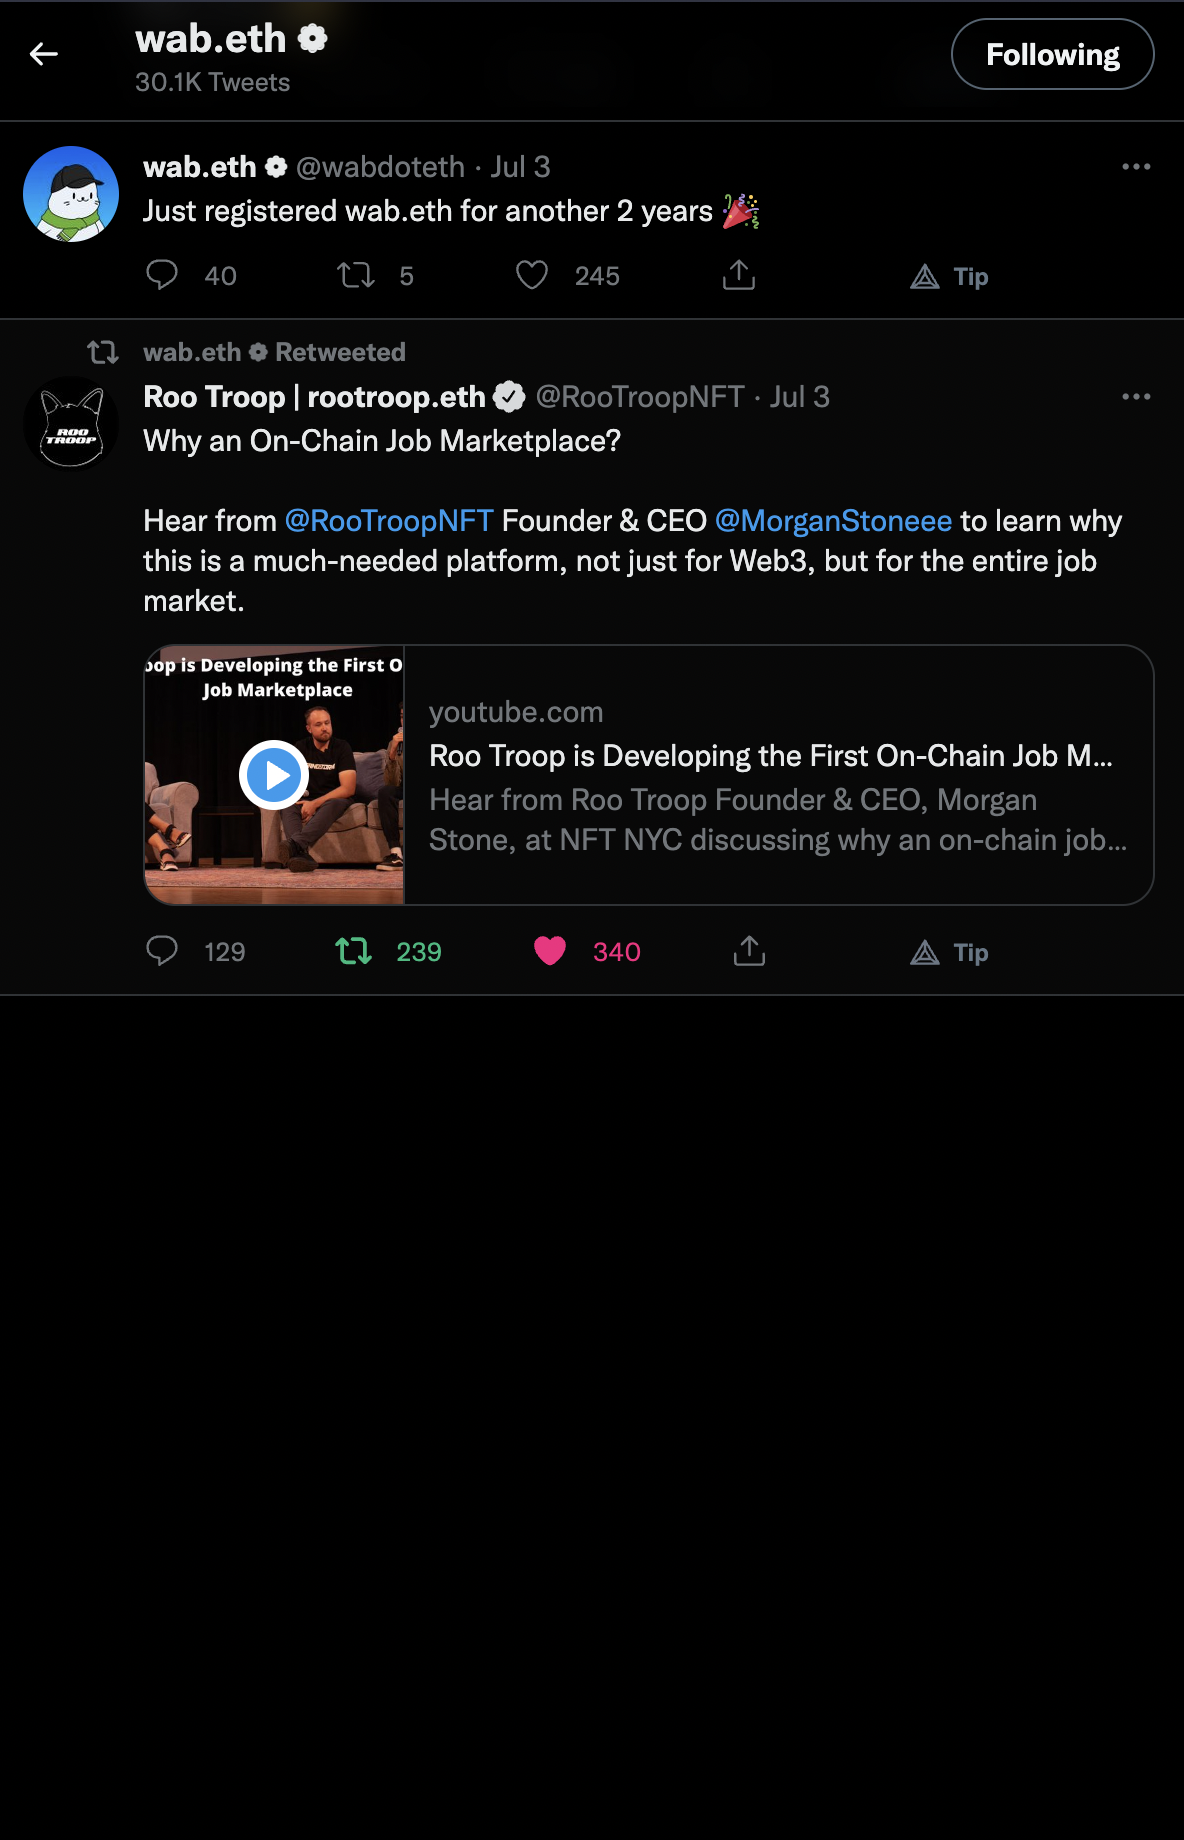 wab.eth
30.1K Tweets
Following
wab.eth @wabdoteth · Jul 3
Just registered wab.eth for another 2 years 🎉
40 5 245 Tip
wab.eth Retweeted
Roo Troop | rootroop.eth @RooTroopNFT · Jul 3
ROO
TROOP
Why an On-Chain Job Marketplace?
Hear from @RooTroopNFT Founder & CEO @MorganStoneee to learn why
this is a much-needed platform, not just for Web3, but for the entire job
market.
oop is Developing the First O
Job Marketplace
youtube.com
Roo Troop is Developing the First On-Chain Job M...
Hear from Roo Troop Founder & CEO, Morgan
Stone, at NFT NYC discussing why an on-chain job...
129 239 340 Tip